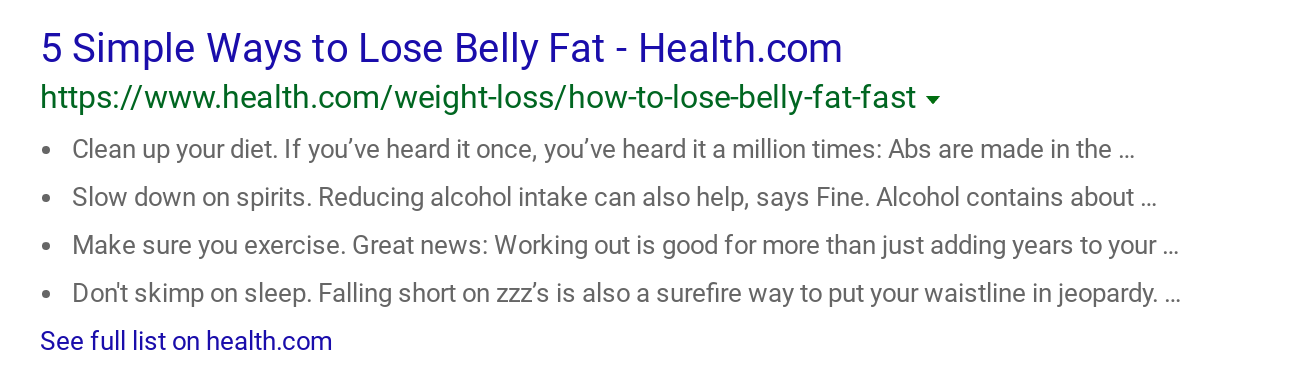 5 Simple Ways to Lose Belly Fat - Health.com
https://www.health.com/weight-loss/how-to-lose-belly-fat-fast
• Clean up your diet. If you’ve heard it once, you’ve heard it a million times: Abs are made in the ...
• Slow down on spirits. Reducing alcohol intake can also help, says Fine. Alcohol contains about ...
• Make sure you exercise. Great news: Working out is good for more than just adding years to your ...
• Don't skimp on sleep. Falling short on zzz’s is also a surefire way to put your waistline in jeopardy. ...
See full list on health.com